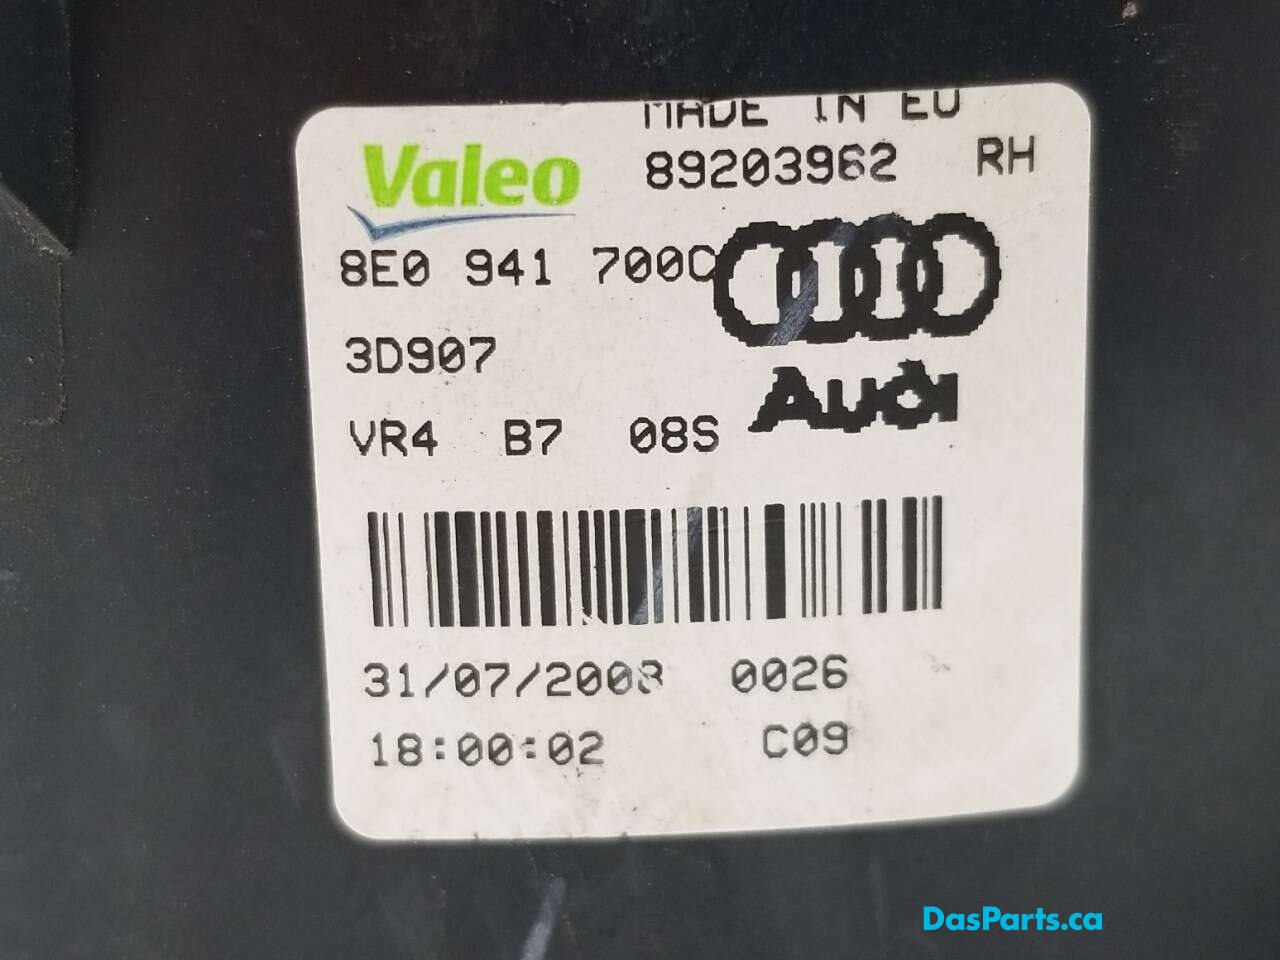 MADE IN EU
Valeo 89203962 RH
8E0 941 700C
3D907
Audi
VR4 B7 08S
31/07/2008 0026
18:00:02 C09
DasParts.ca